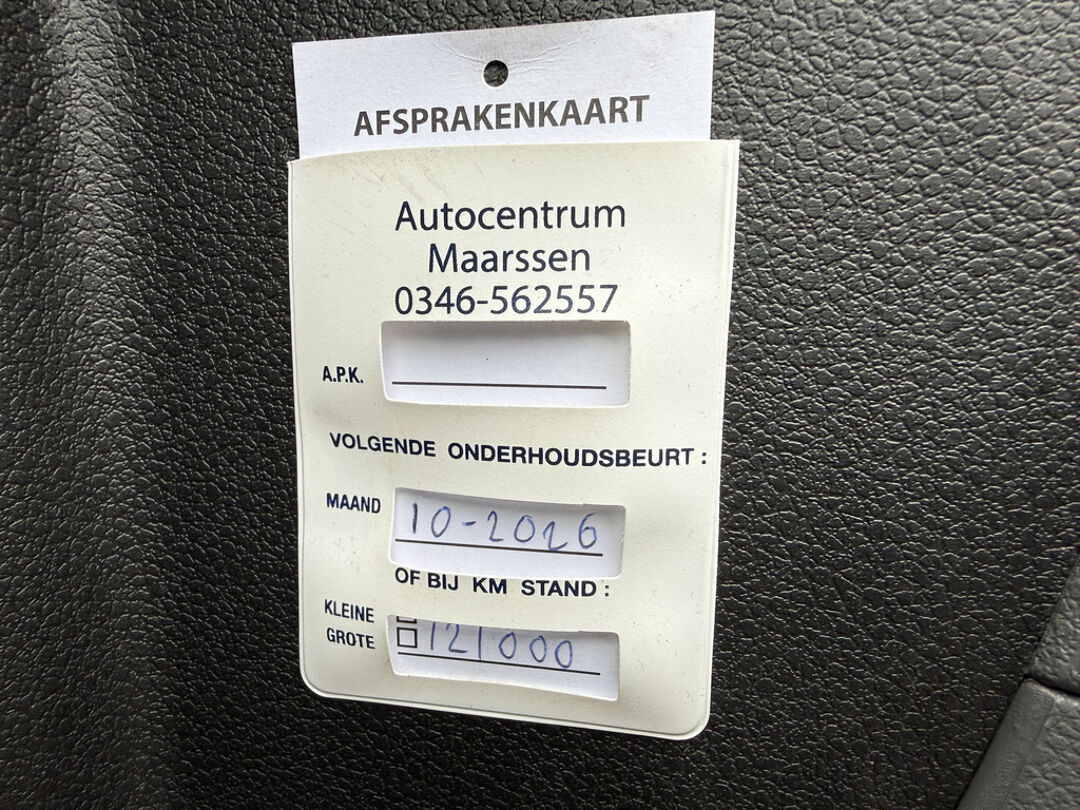 AFSPRAKENKAART
Autocentrum
Maarssen
0346-562557
A.P.K.
VOLGENDE ONDERHOUDSBEURT :
MAAND 10-2026
OF BIJ KM STAND :
KLEINE
GROTE 121000